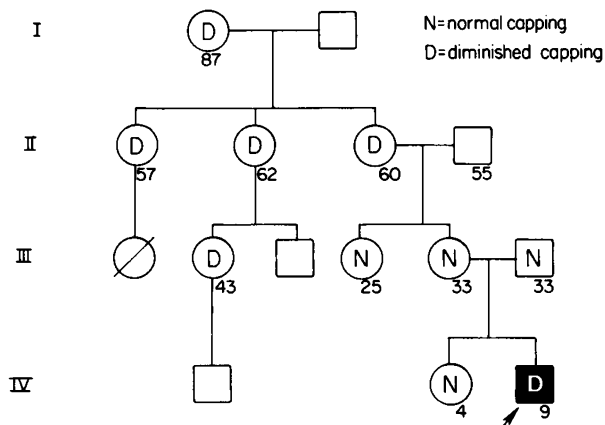 I
D
87
N=normal capping
D=diminished capping
II
D
57
D
62
D
60
55
III
D
43
N
25
N
33
N
33
IV
N
4
D
9